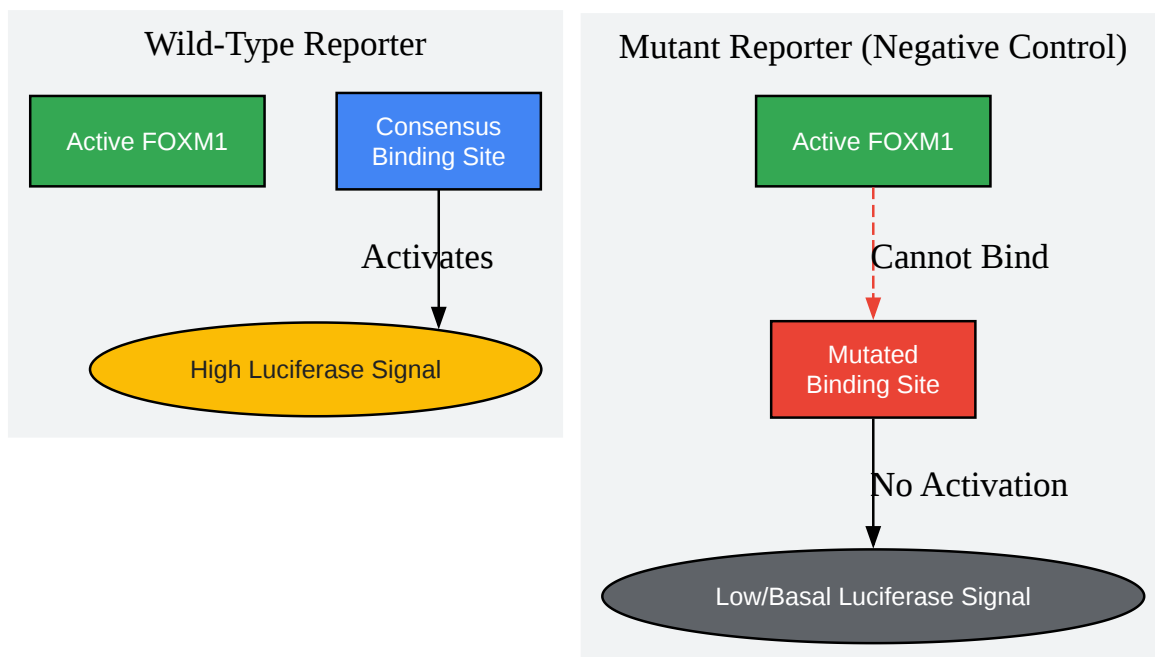 Wild-Type Reporter
Active FOXM1
Consensus
Binding Site
Activates
High Luciferase Signal
Mutant Reporter (Negative Control)
Active FOXM1
Cannot Bind
Mutated
Binding Site
No Activation
Low/Basal Luciferase Signal